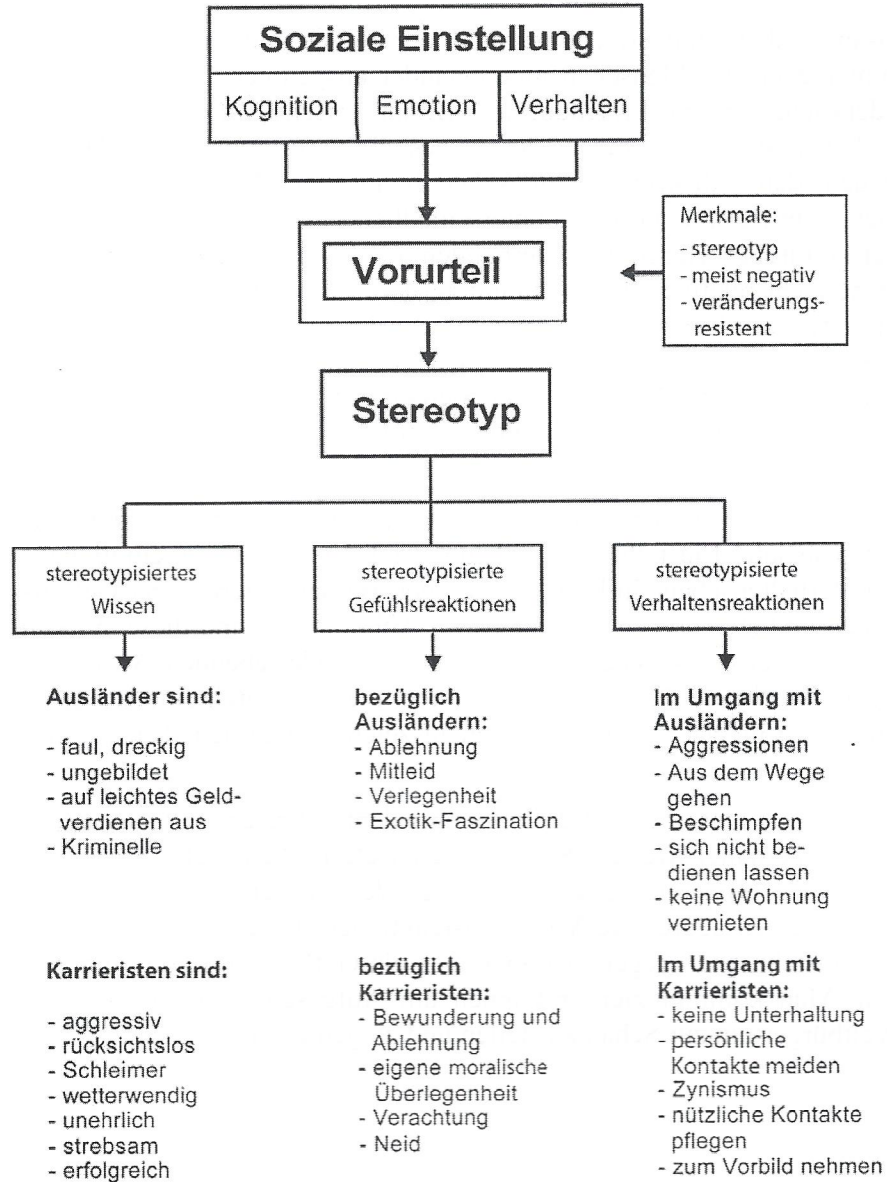 Soziale Einstellung
Kognition
Emotion
Verhalten
Merkmale:
- stereotyp
- meist negativ
- veränderungs-
resistent
Vorurteil
Stereotyp
stereotypisiertes
Wissen
stereotypisierte
Gefühlsreaktionen
stereotypisierte
Verhaltensreaktionen
Ausländer sind:
- faul, dreckig
- ungebildet
- auf leichtes Geld-
verdienen aus
- Kriminelle
bezüglich
Ausländern:
- Ablehnung
- Mitleid
- Verlegenheit
- Exotik-Faszination
Im Umgang mit
Ausländern:
- Aggressionen
- Aus dem Wege
gehen
- Beschimpfen
- sich nicht be-
dienen lassen
- keine Wohnung
vermieten
Karrieristen sind:
- aggressiv
- rücksichtslos
- Schleimer
- wetterwendig
- unehrlich
- strebsam
- erfolgreich
bezüglich
Karrieristen:
- Bewunderung und
Ablehnung
- eigene moralische
Überlegenheit
- Verachtung
- Neid
Im Umgang mit
Karrieristen:
- keine Unterhaltung
- persönliche
Kontakte meiden
- Zynismus
- nützliche Kontakte
pflegen
- zum Vorbild nehmen